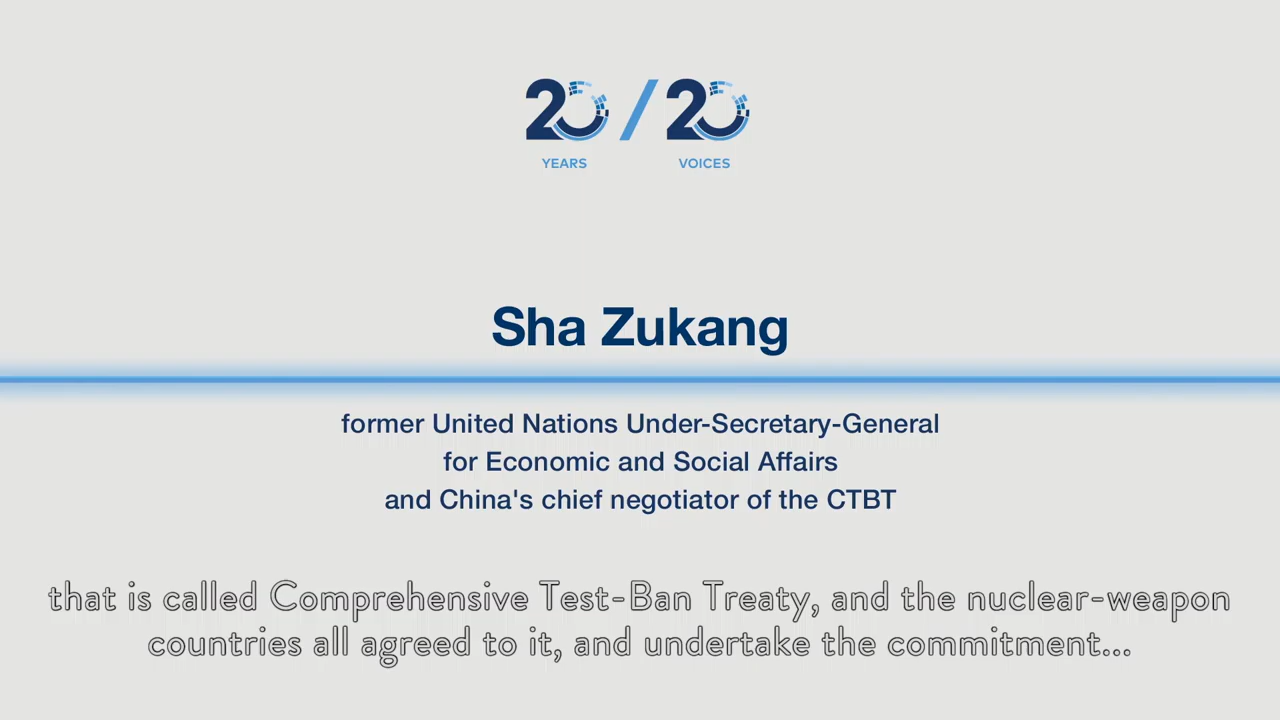 20/20
YEARS VOICES
Sha Zukang
former United Nations Under-Secretary-General
for Economic and Social Affairs
and China's chief negotiator of the CTBT
that is called Comprehensive Test-Ban Treaty, and the nuclear-weapon
countries all agreed to it, and undertake the commitment...